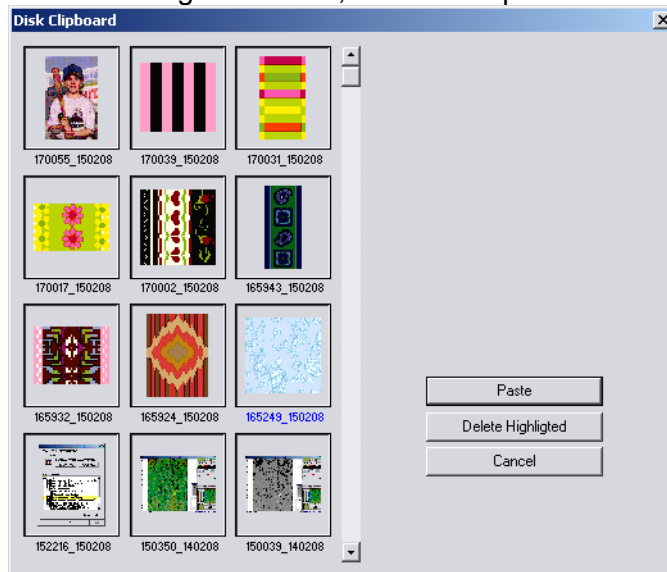 Disk Clipboard
170055_150208 170039_150208 170031_150208
170017_150208 170002_150208 165943_150208
165932_150208 165924_150208 165249_150208
Paste
Delete Highligted
Cancel
152216_150208 150350_140208 150039_140208